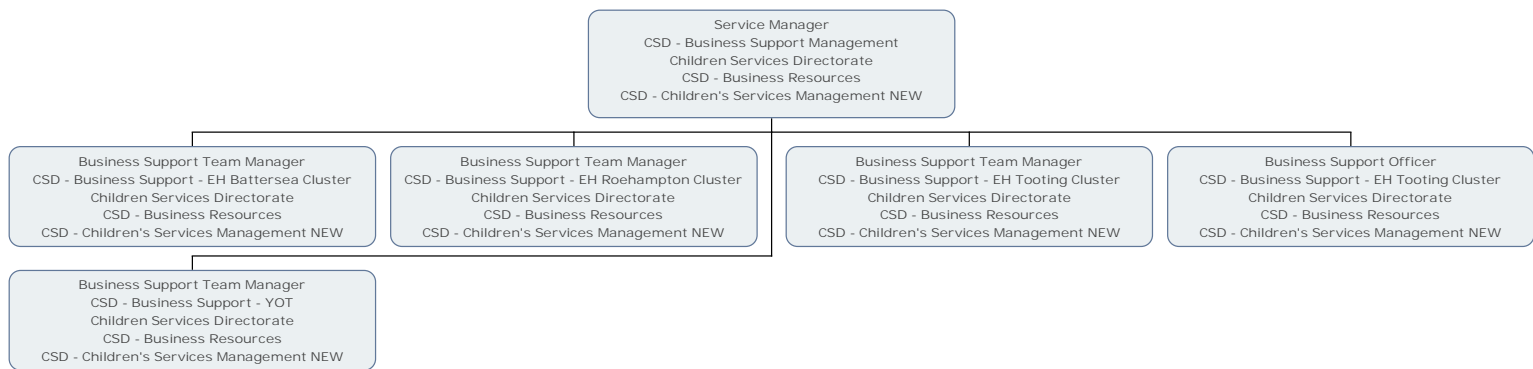 Service Manager
CSD - Business Support Management
Children Services Directorate
CSD - Business Resources
CSD - Children's Services Management NEW
Business Support Team Manager
CSD - Business Support - EH Battersea Cluster
Children Services Directorate
CSD - Business Resources
CSD - Children's Services Management NEW
Business Support Team Manager
CSD - Business Support - EH Roehampton Cluster
Children Services Directorate
CSD - Business Resources
CSD - Children's Services Management NEW
Business Support Team Manager
CSD - Business Support - EH Tooting Cluster
Children Services Directorate
CSD - Business Resources
CSD - Children's Services Management NEW
Business Support Officer
CSD - Business Support - EH Tooting Cluster
Children Services Directorate
CSD - Business Resources
CSD - Children's Services Management NEW
Business Support Team Manager
CSD - Business Support - YOT
Children Services Directorate
CSD - Business Resources
CSD - Children's Services Management NEW